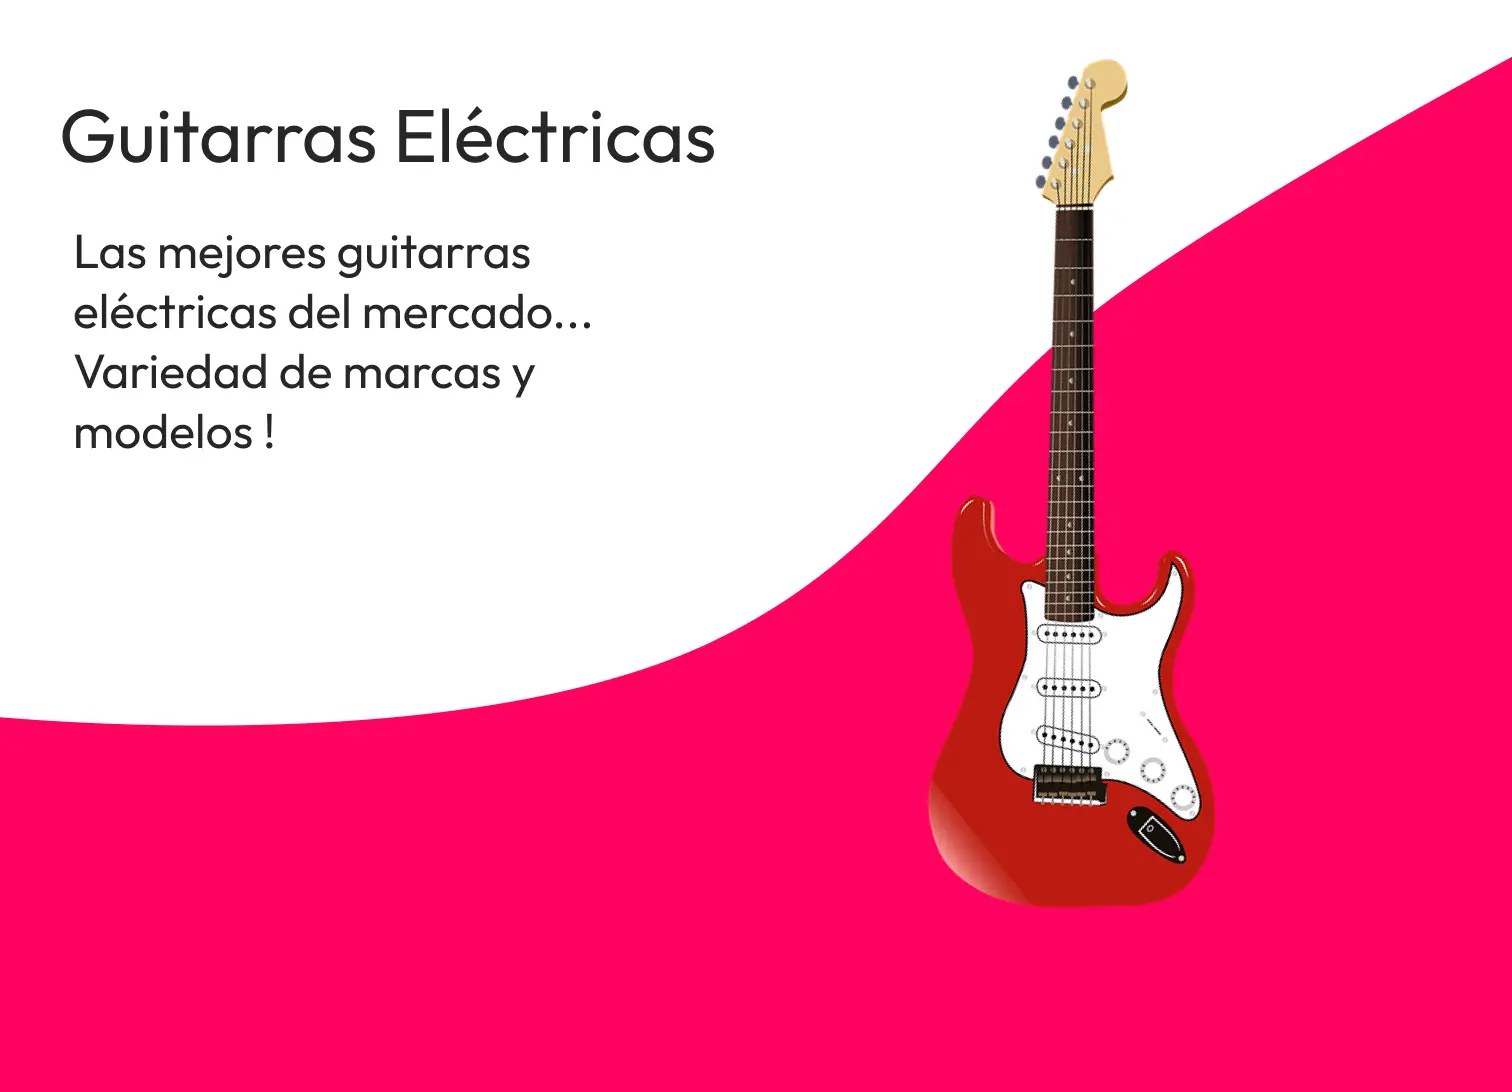 Guitarras Eléctricas
Las mejores guitarras
eléctricas del mercado...
Variedad de marcas y
modelos !